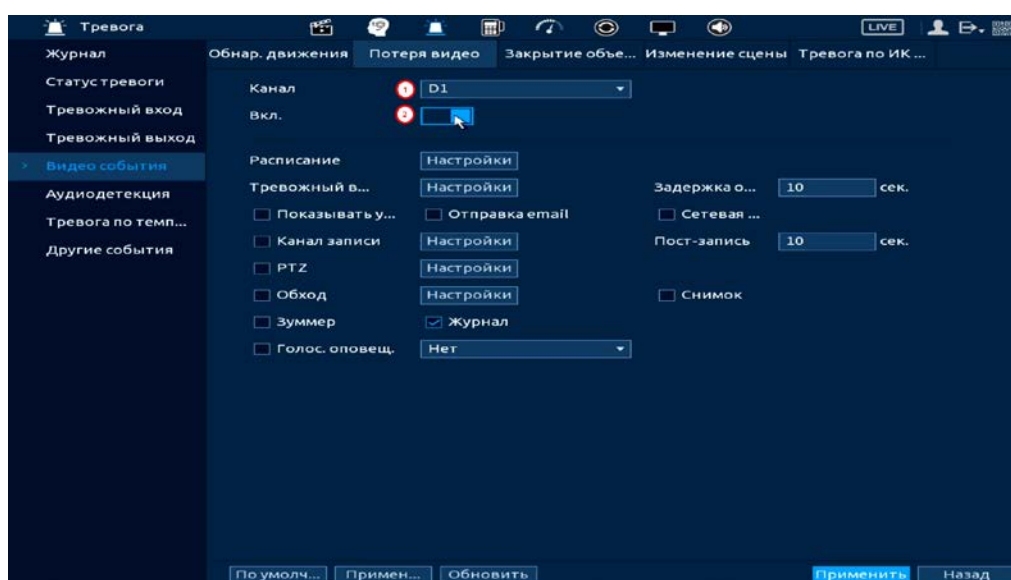 Тревога LIVE
Журнал
Статус тревоги
Тревожный вход
Тревожный выход
Видео события
Аудиодетекция
Тревога по темп...
Другие события
Обнар. движения Потеря видео Закрытие объе... Изменение сцены Тревога по ИК ...
Канал 1 D1
Вкл. 2
Расписание Настройки
Тревожный в... Настройки Задержка о... 10 сек.
Показывать у... Отправка email Сетевая ...
Канал записи Настройки Пост-запись 10 сек.
PTZ Настройки
Обход Настройки Снимок
Зуммер Журнал
Голос. оповещ. Нет
По умолч... Примен... Обновить Применить Назад